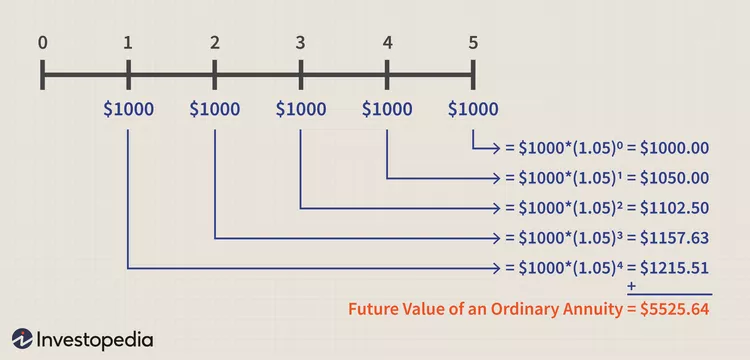 0 1 2 3 4 5
$1000 $1000 $1000 $1000 $1000
= $1000*(1.05)⁰ = $1000.00
= $1000*(1.05)¹ = $1050.00
= $1000*(1.05)² = $1102.50
= $1000*(1.05)³ = $1157.63
= $1000*(1.05)⁴ = $1215.51
+
Future Value of an Ordinary Annuity = $5525.64
Investopedia